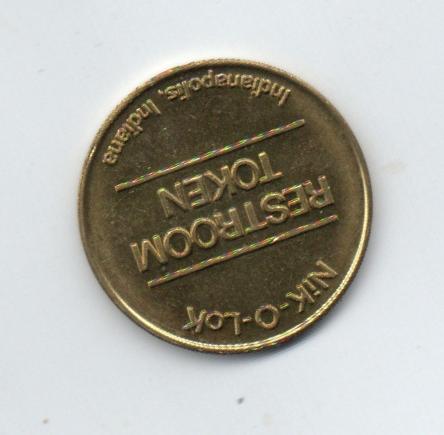 NiK-O-LoK
RESTROOM
TOKEN
Indianapolis, Indiana